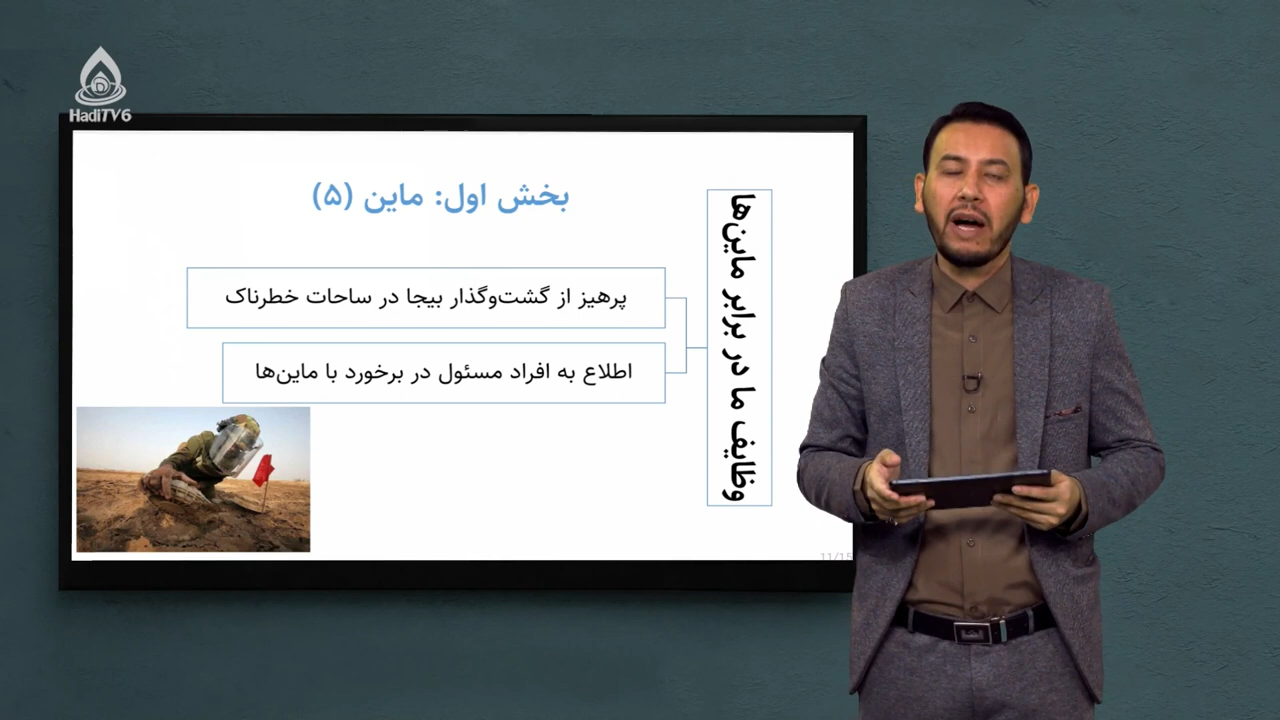 HadiTV6
بخش اول: ماین (۵)
وظایف ما در برابر ماین‌ها
پرهیز از گشت‌وگذار بیجا در ساحات خطرناک
اطلاع به افراد مسئول در برخورد با ماین‌ها
11/15